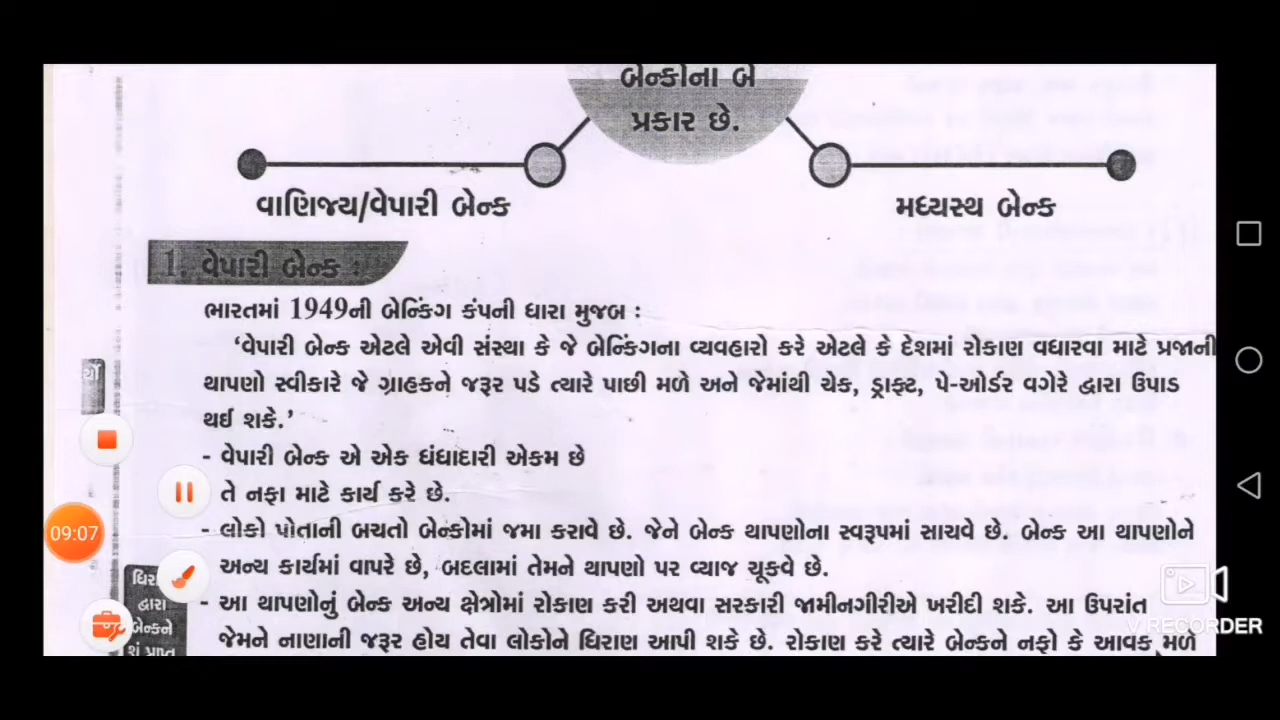 બેન્કોના બે
પ્રકાર છે.
વાણિજ્ય/વેપારી બેન્ક
મધ્યસ્થ બેન્ક
1. વેપારી બેન્ક :
ભારતમાં 1949ની બેન્કિંગ કંપની ધારા મુજબ :
‘વેપારી બેન્ક એટલે એવી સંસ્થા કે જે બેન્કિંગના વ્યવહારો કરે એટલે કે દેશમાં રોકાણ વધારવા માટે પ્રજાની
થાપણો સ્વીકારે જે ગ્રાહકને જરૂર પડે ત્યારે પાછી મળે અને જેમાંથી ચેક, ડ્રાફ્ટ, પે-ઓર્ડર વગેરે દ્વારા ઉપાડ
થઈ શકે.’
- વેપારી બેન્ક એ એક ધંધાદારી એકમ છે
તે નફા માટે કાર્ય કરે છે.
- લોકો પોતાની બચતો બેન્કોમાં જમા કરાવે છે. જેને બેન્ક થાપણોના સ્વરૂપમાં સાચવે છે. બેન્ક આ થાપણોને
અન્ય કાર્યમાં વાપરે છે, બદલામાં તેમને થાપણો પર વ્યાજ ચૂકવે છે.
- આ થાપણોનું બેન્ક અન્ય ક્ષેત્રોમાં રોકાણ કરી અથવા સરકારી જામીનગીરીએ ખરીદી શકે. આ ઉપરાંત
જેમને નાણાની જરૂર હોય તેવા લોકોને ધિરાણ આપી શકે છે. રોકાણ કરે ત્યારે બેન્કને નફો કે આવક મળે
09:07
દ્વારા
બેન્કને
શું પ્રાપ્ત
V RECORDER